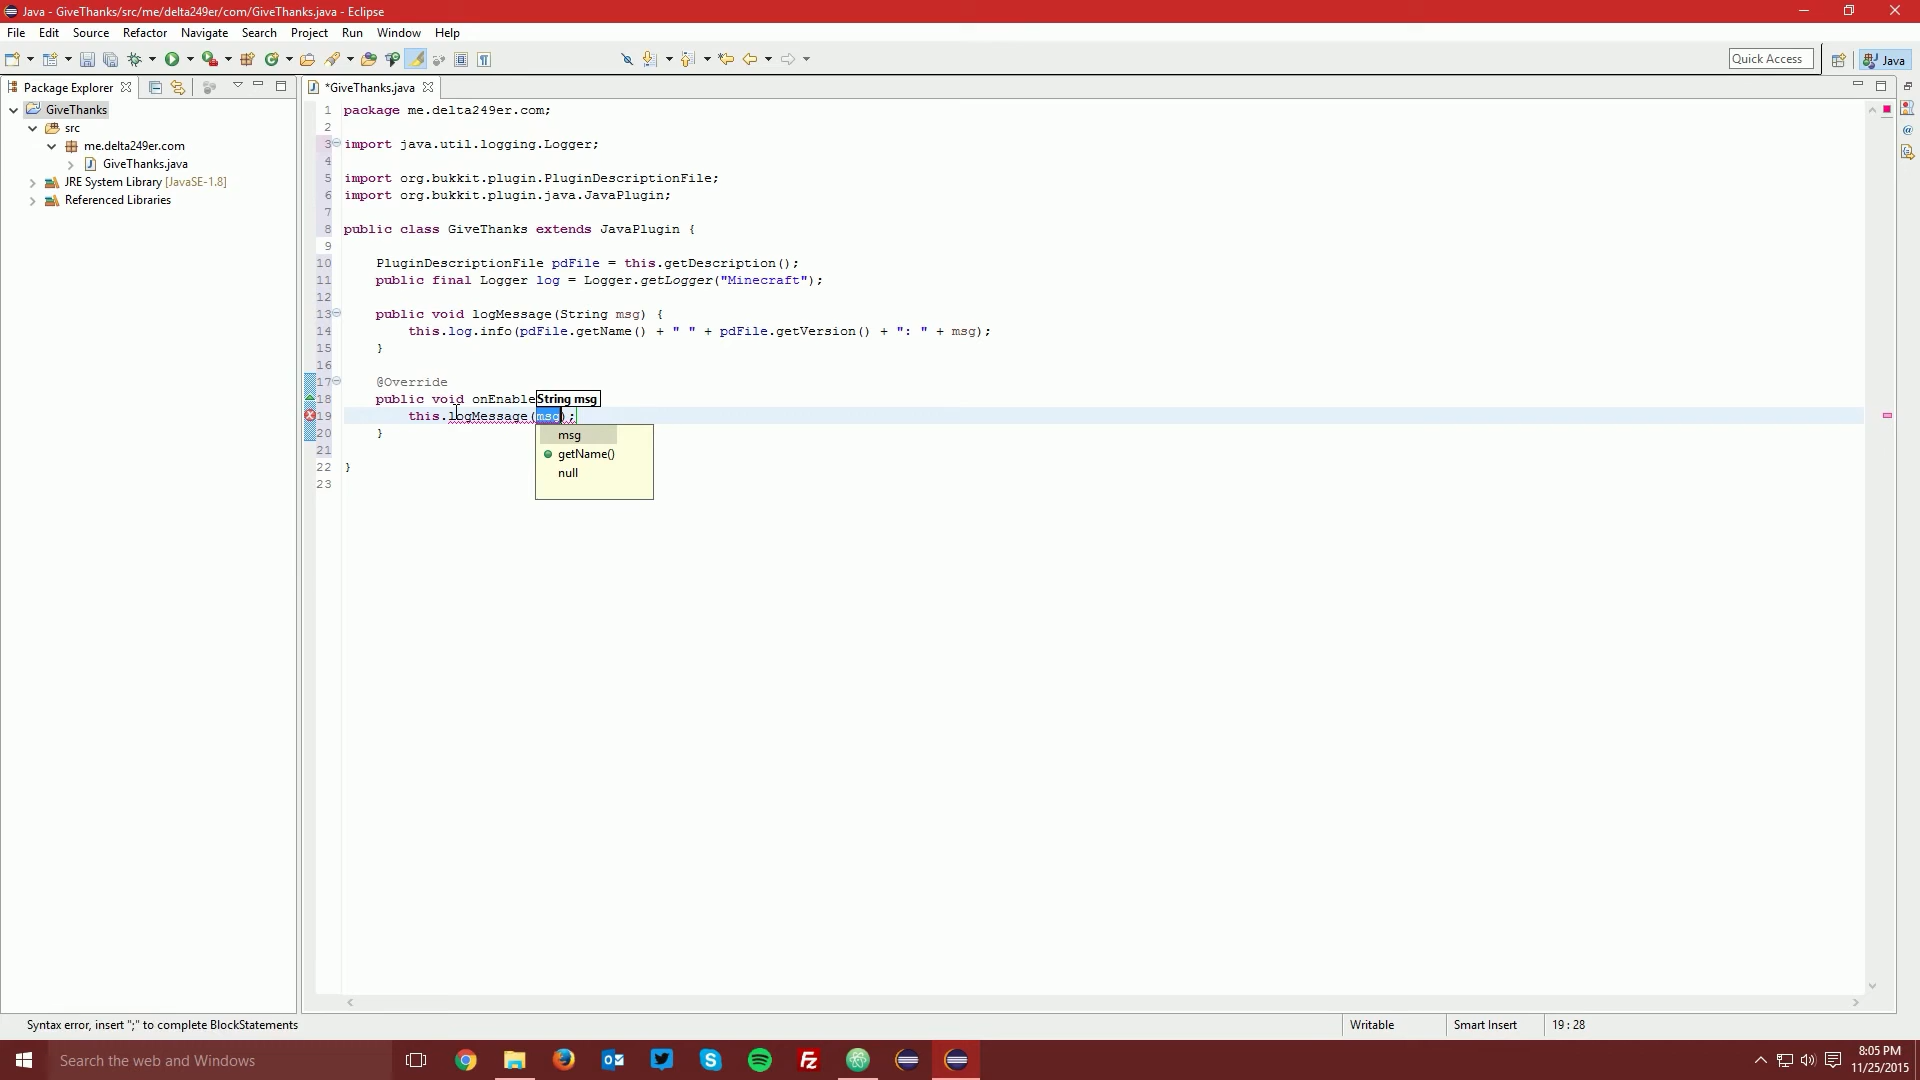 Java - GiveThanks/src/me/delta249er/com/GiveThanks.java - Eclipse
File Edit Source Refactor Navigate Search Project Run Window Help
Quick Access Java
Package Explorer *GiveThanks.java
GiveThanks
src
me.delta249er.com
GiveThanks.java
JRE System Library [JavaSE-1.8]
Referenced Libraries
1 package me.delta249er.com;
2
3 import java.util.logging.Logger;
4
5 import org.bukkit.plugin.PluginDescriptionFile;
6 import org.bukkit.plugin.java.JavaPlugin;
7
8 public class GiveThanks extends JavaPlugin {
9
10 PluginDescriptionFile pdFile = this.getDescription();
11 public final Logger log = Logger.getLogger("Minecraft");
12
13 public void logMessage(String msg) {
14 this.log.info(pdFile.getName() + " " + pdFile.getVersion() + ": " + msg);
15 }
16
17 @Override
18 public void onEnable String msg
19 this.logMessage(msg);
20 }
21
22 }
23
msg
getName()
null
Syntax error, insert ";" to complete BlockStatements Writable Smart Insert 19 : 28
Search the web and Windows
8:05 PM
11/25/2015